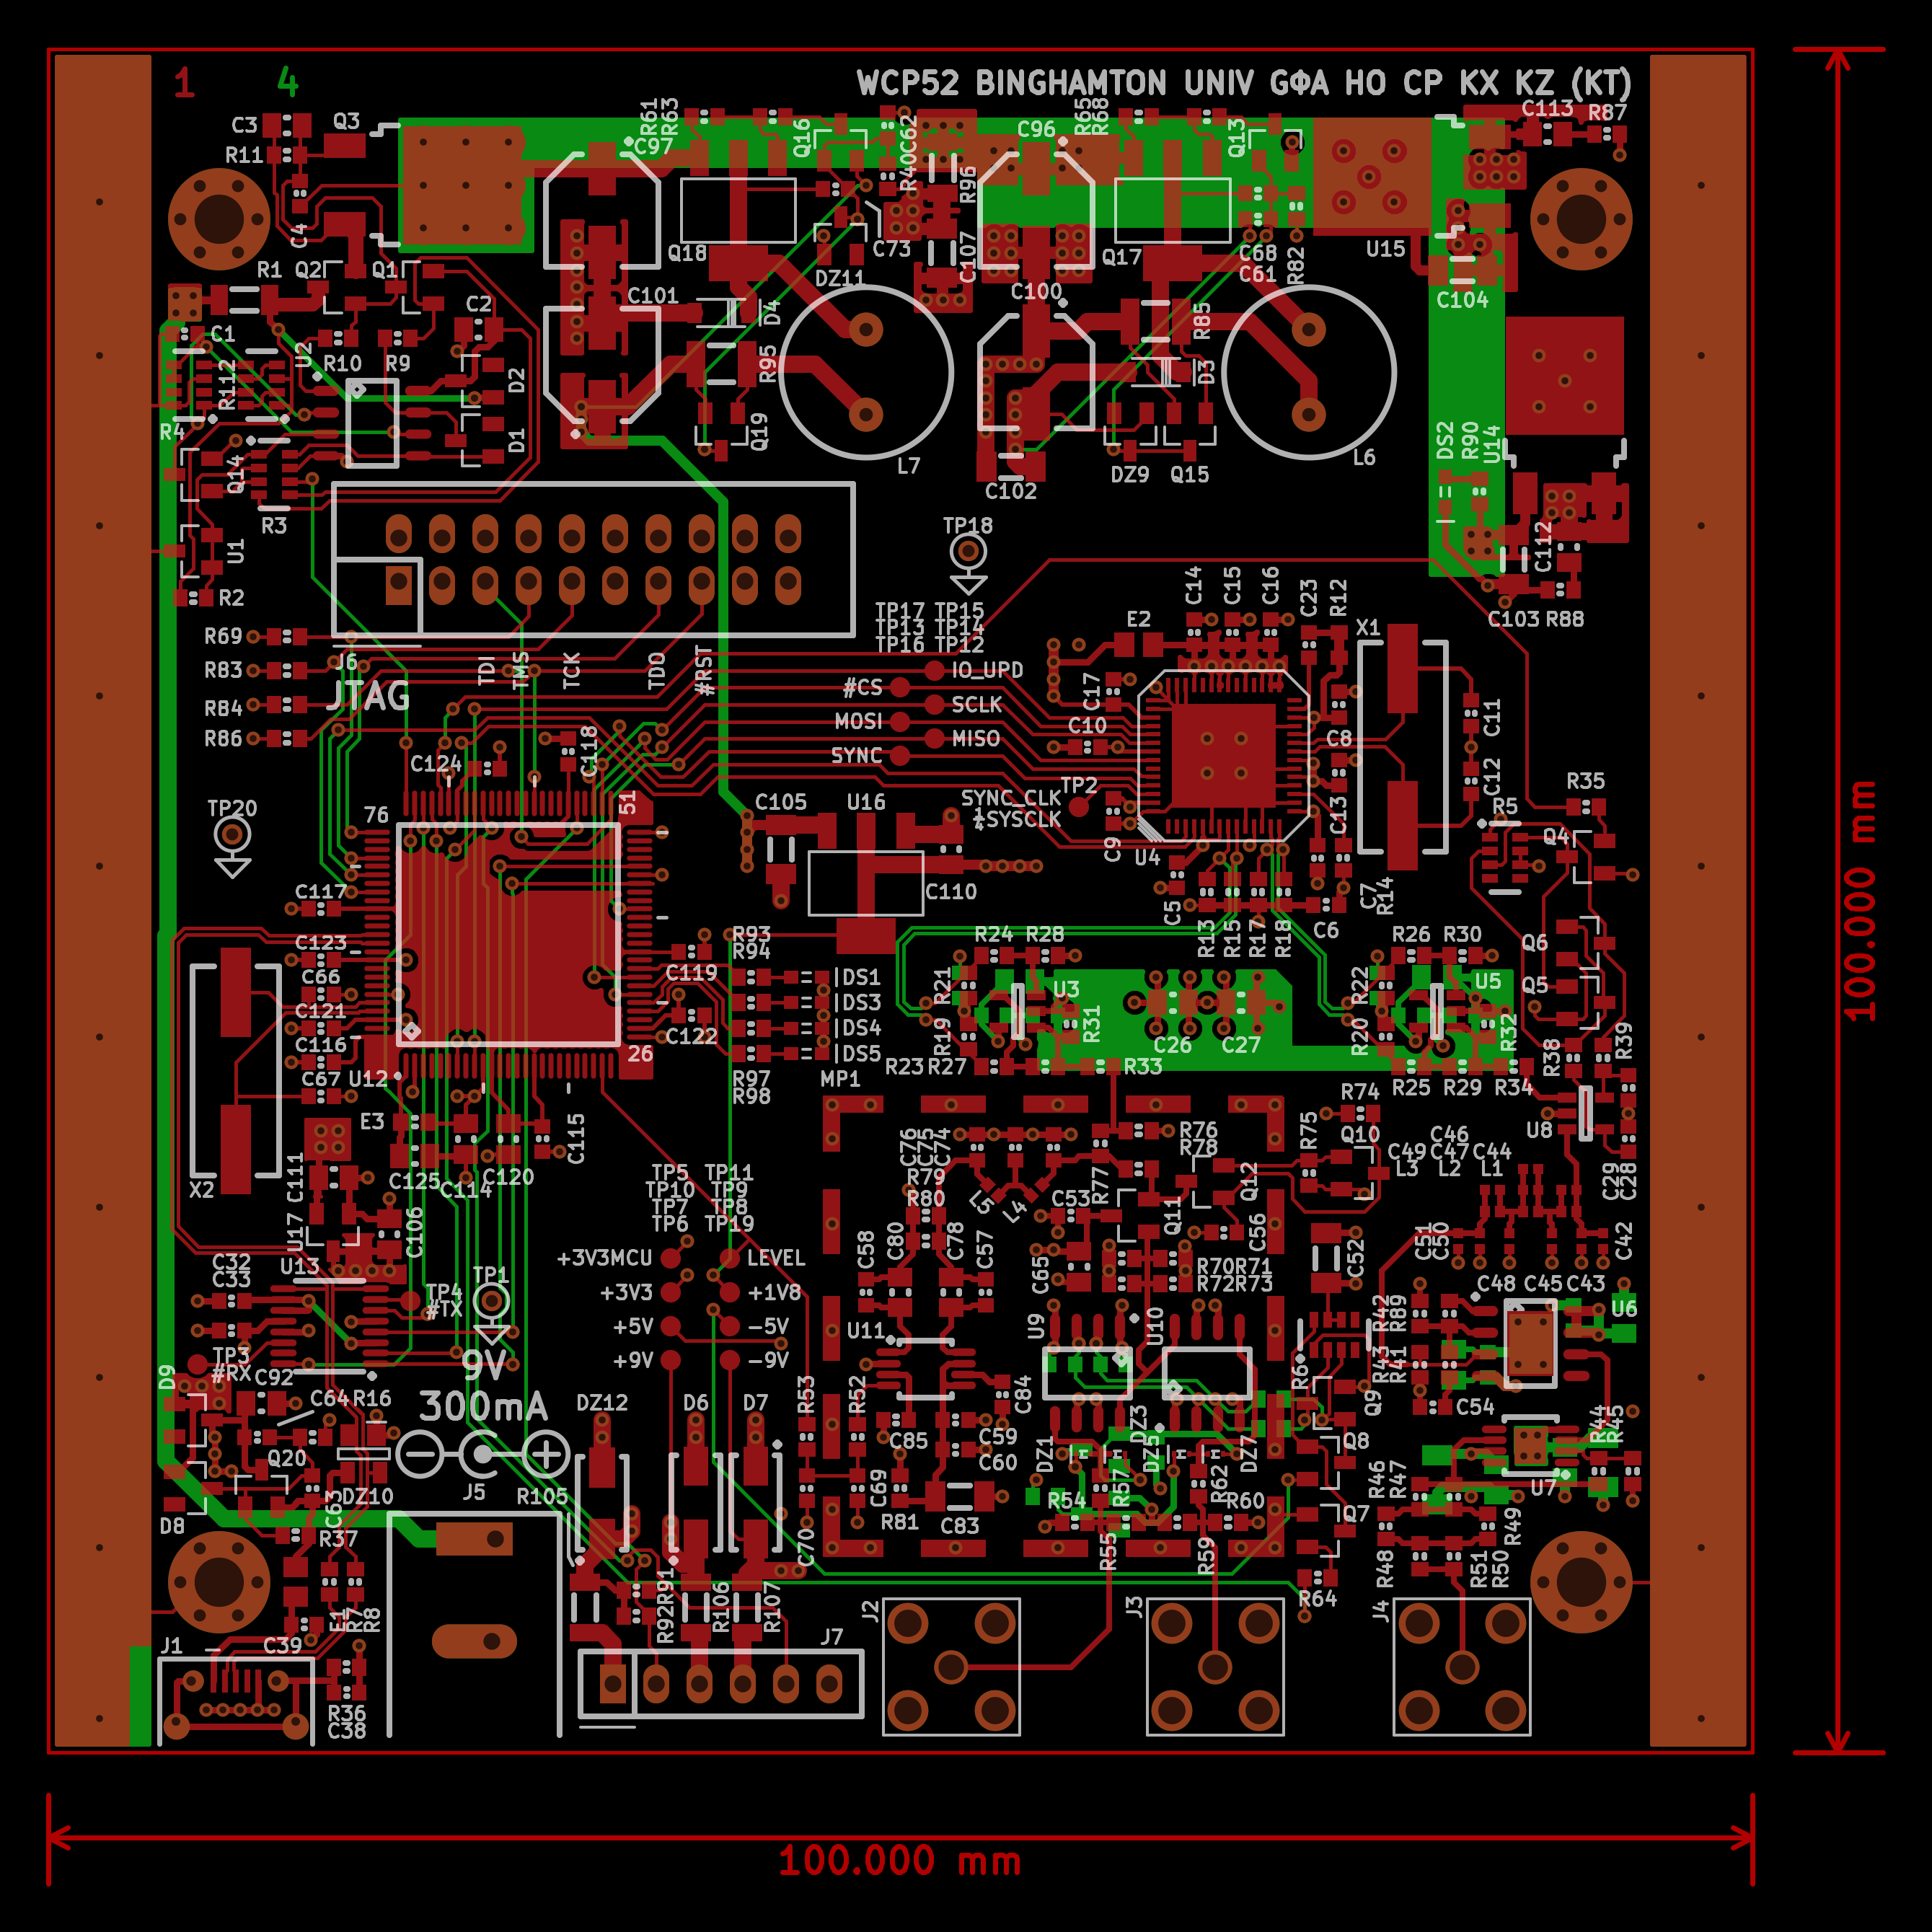 1 4
WCP52 BINGHAMTON UNIV GΦA HO CP KX KZ (KT)
C3 Q3 R61 R63 C97 Q16 R40 C62 C96 R65 R68 Q13 C113 R87
R11 C4 R96 C73 C107 Q18 DZ11 Q17 C68 C61 R82 U15
R1 Q2 Q1 C2 C101 D4 C100 R85 C104
C1 U2 R10 R9 D2 R95 D3
R112 R4 D1 Q19 L7 DZ9 Q15 L6 DS2 R90 U14
Q14 R3 C102
U1 TP18 C112
R2 C14 C15 C16 C23 R12 C103 R88
TP17 TP15
TP13 TP14
TP16 TP12
E2 X1
R69
R83 J6 TDI TMS TCK TDO #RST IO_UPD
JTAG #CS C17
R84 SCLK C11
MOSI C10
R86 MISO C8
C124 C118 SYNC C12
TP2 R35
SYNC_CLK
SYSCLK
TP20 76 51 C105 U16 C9 U4 C13 R5 Q4
C110 C7 R14
C117 C5 R13 R15 R17 R18 C6
R93
R94
C123 C119 R24 R28 R26 R30 Q6
C66 DS1 R21 U3 R22 U5 Q5
C121 DS3 R31 R32
C116 C122 DS4 R19 C26 C27 R20 R38 R39
26 DS5
C67 U12 R97 MP1 R23 R27 R33 R25 R29 R34
R98
E3 C115 C76 C75 C74 R76 R78 R74 R75 Q10 U8
C49 C46 C47 C44
L3 L2 L1 C29 C28
X2 C111 C125 C114 C120 R79 R80 L5 L4 C53 R77 Q11 Q12
TP5 TP11
TP10 TP9
TP7 TP8
TP6 TP19
U17 C106 C80 C78 C56 C51 C50 C42
+3V3MCU LEVEL C58 C57 C65 R70 R71 C52
U13 TP4 #TX TP1 +3V3 +1V8 R72 R73 C48 C45 C43
C32
C33
+5V -5V U11 U9 U10 R42 R89 U6
TP3 #RX 9V +9V -9V R6 R43 R41
D9 C92 C64 R16 300mA DZ12 D6 D7 R53 R52 C84 Q9 C54
C85 C59 DZ1 DZ3 DZ5 DZ7 Q8 R44 R45
Q20 C60 R46 R47
D8 C63 DZ10 J5 R105 C69 R81 C83 R54 R57 R62 R60 Q7 U7
R37 C70 R55 R59 R48 R51 R50 R49
E1 R7 R8 R92 R91 R106 R107 R64
J1 C39 J7 J2 J3 J4
R36
C38
100.000 mm
100.000 mm